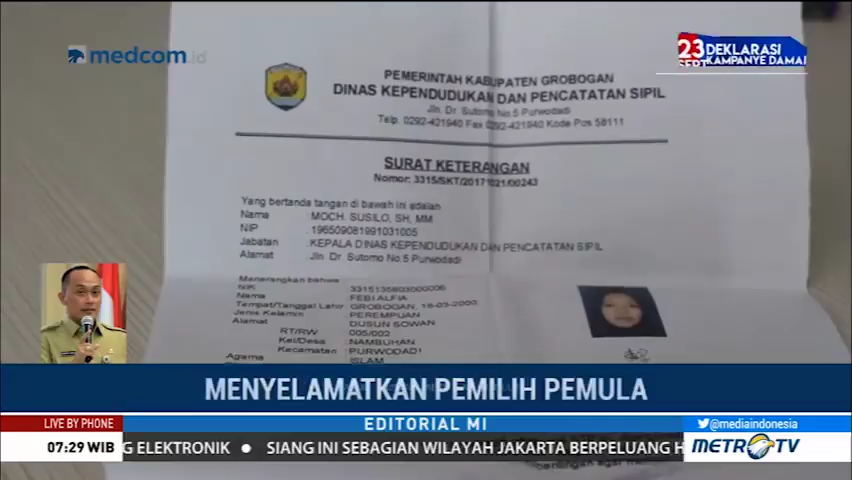 medcom.id
23 SEPT DEKLARASI KAMPANYE DAMAI
PEMERINTAH KABUPATEN GROBOGAN
DINAS KEPENDUDUKAN DAN PENCATATAN SIPIL
Jln. Dr. Sutomo No.5 Purwodadi
Telp. 0292-421940 Fax 0292-421940 Kode Pos 58111
SURAT KETERANGAN
Nomor: 3315/SKT/20171021/00243
Yang bertanda tangan di bawah ini adalah
Nama : MOCH. SUSILO, SH, MM
NIP : 196509081991031005
Jabatan : KEPALA DINAS KEPENDUDUKAN DAN PENCATATAN SIPIL
Alamat : Jln Dr. Sutomo No.5 Purwodadi
Menerangkan bahwa
NIK : 3315135803000006
Nama : FEBI ALFIA
Tempat/Tanggal Lahir : GROBOGAN, 18-03-2000
Jenis Kelamin : PEREMPUAN
Alamat : DUSUN SOWAN
RT/RW : 005/002
Kel/Desa : NAMBUHAN
Kecamatan : PURWODADI
Agama : ISLAM
MENYELAMATKAN PEMILIH PEMULA
LIVE BY PHONE
EDITORIAL MI
@mediaindonesia
07:29 WIB
G ELEKTRONIK ● SIANG INI SEBAGIAN WILAYAH JAKARTA BERPELUANG H
METRO TV